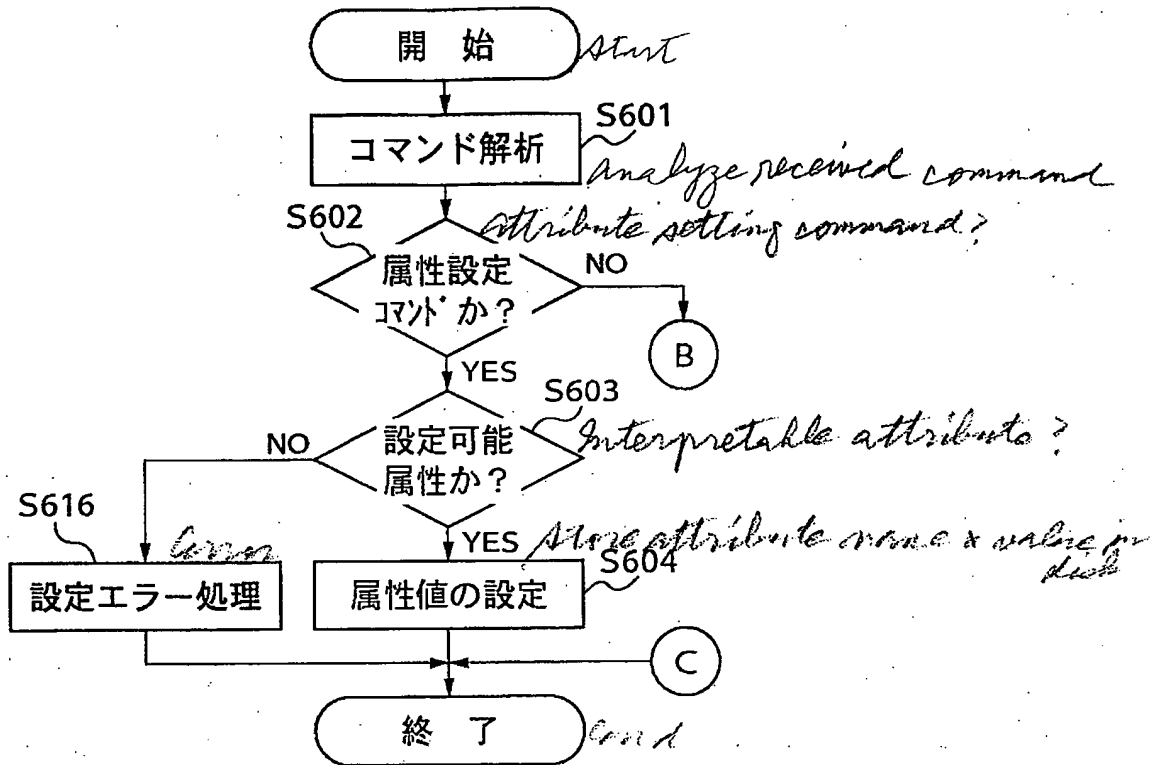 開 始
Start
S601
コマンド解析
Analyze received command
S602
attribute setting command?
属性設定
コマンドか?
NO
B
YES
S603
設定可能
属性か?
Interpretable attribute?
NO
S616
error
設定エラー処理
YES
Store attribute name & value in
disk
S604
属性値の設定
C
終 了
end